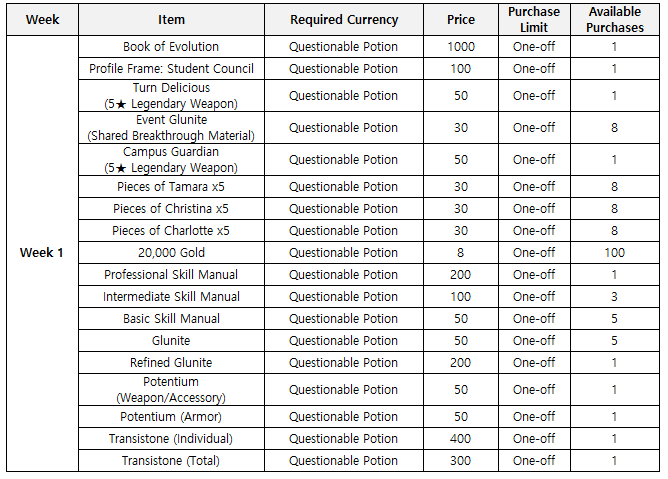 Week Item Required Currency Price Purchase Limit Available Purchases
Week 1
Book of Evolution Questionable Potion 1000 One-off 1
Profile Frame: Student Council Questionable Potion 100 One-off 1
Turn Delicious
(5★ Legendary Weapon) Questionable Potion 50 One-off 1
Event Glunite
(Shared Breakthrough Material) Questionable Potion 30 One-off 8
Campus Guardian
(5★ Legendary Weapon) Questionable Potion 50 One-off 1
Pieces of Tamara x5 Questionable Potion 30 One-off 8
Pieces of Christina x5 Questionable Potion 30 One-off 8
Pieces of Charlotte x5 Questionable Potion 30 One-off 8
20,000 Gold Questionable Potion 8 One-off 100
Professional Skill Manual Questionable Potion 200 One-off 1
Intermediate Skill Manual Questionable Potion 100 One-off 3
Basic Skill Manual Questionable Potion 50 One-off 5
Glunite Questionable Potion 50 One-off 5
Refined Glunite Questionable Potion 200 One-off 1
Potentium
(Weapon/Accessory) Questionable Potion 50 One-off 1
Potentium (Armor) Questionable Potion 50 One-off 1
Transistone (Individual) Questionable Potion 400 One-off 1
Transistone (Total) Questionable Potion 300 One-off 1